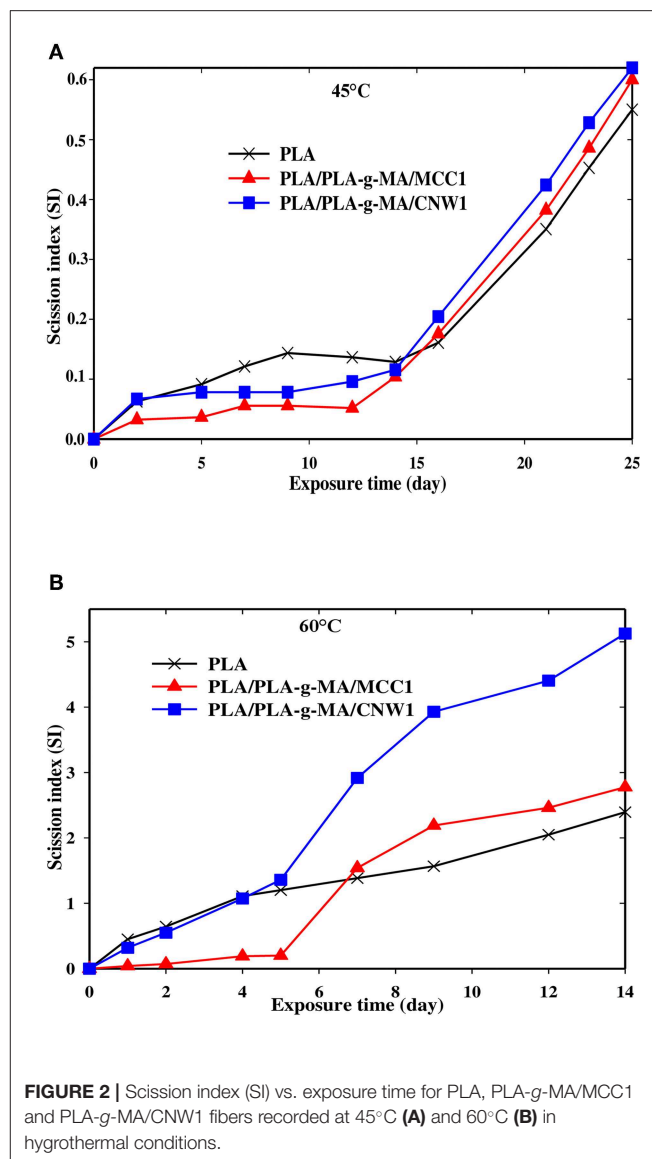 A
45°C
PLA
PLA/PLA-g-MA/MCC1
PLA/PLA-g-MA/CNW1
Scission index (SI)
0.6
0.5
0.4
0.3
0.2
0.1
0.0
0 5 10 15 20 25
Exposure time (day)
B
60°C
PLA
PLA/PLA-g-MA/MCC1
PLA/PLA-g-MA/CNW1
Scission index (SI)
5
4
3
2
1
0
0 2 4 6 8 10 12 14
Exposure time (day)
FIGURE 2 | Scission index (SI) vs. exposure time for PLA, PLA-g-MA/MCC1
and PLA-g-MA/CNW1 fibers recorded at 45°C (A) and 60°C (B) in
hygrothermal conditions.